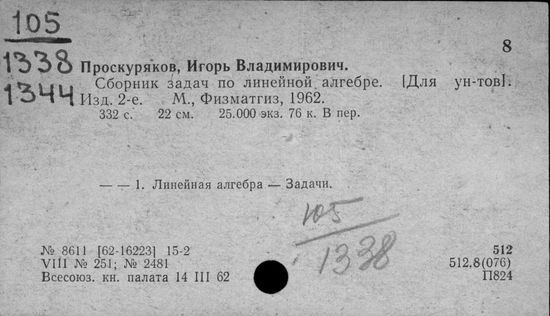 105
8
1338
1344
Проскуряков, Игорь Владимирович.
Сборник задач по линейной алгебре. [Для ун-тов].
Изд. 2-е. М., Физматгиз, 1962.
332 с. 22 см. 25.000 экз. 76 к. В пер.
— — 1. Линейная алгебра — Задачи.
105
1338
№ 8611 [62-16223] 15-2
VIII № 251; № 2481
Всесоюз. кн. палата 14 III 62
512
512.8(076)
П824